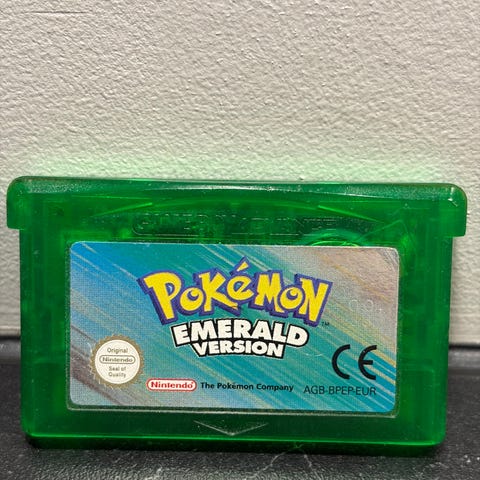 GAME BOY ADVANCE
POKéMON
EMERALD
VERSION
™
Original
Nintendo
Seal of
Quality
Nintendo
The Pokémon Company
CE
AGB-BPEP-EUR